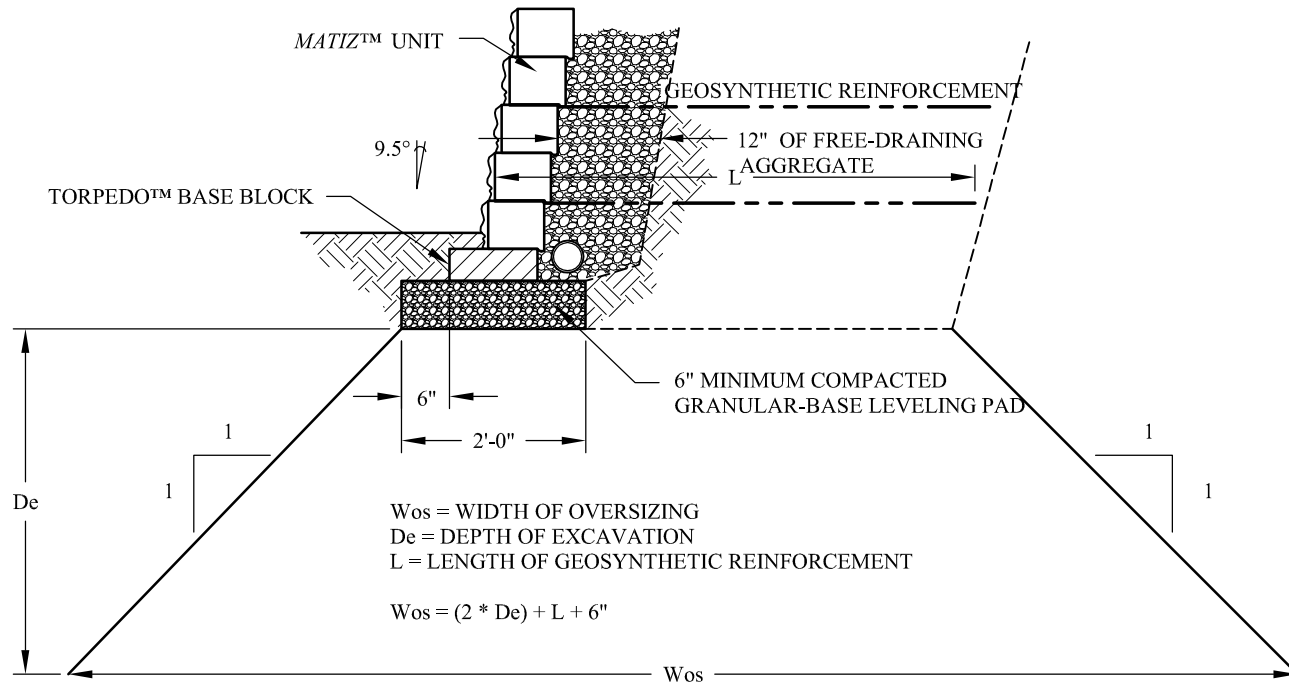 MATIZ™ UNIT
GEOSYNTHETIC REINFORCEMENT
9.5°
12" OF FREE-DRAINING
AGGREGATE
L
TORPEDO™ BASE BLOCK
6"
6" MINIMUM COMPACTED
GRANULAR-BASE LEVELING PAD
2'-0"
1
1
1
1
De
Wos = WIDTH OF OVERSIZING
De = DEPTH OF EXCAVATION
L = LENGTH OF GEOSYNTHETIC REINFORCEMENT
Wos = (2 * De) + L + 6"
Wos